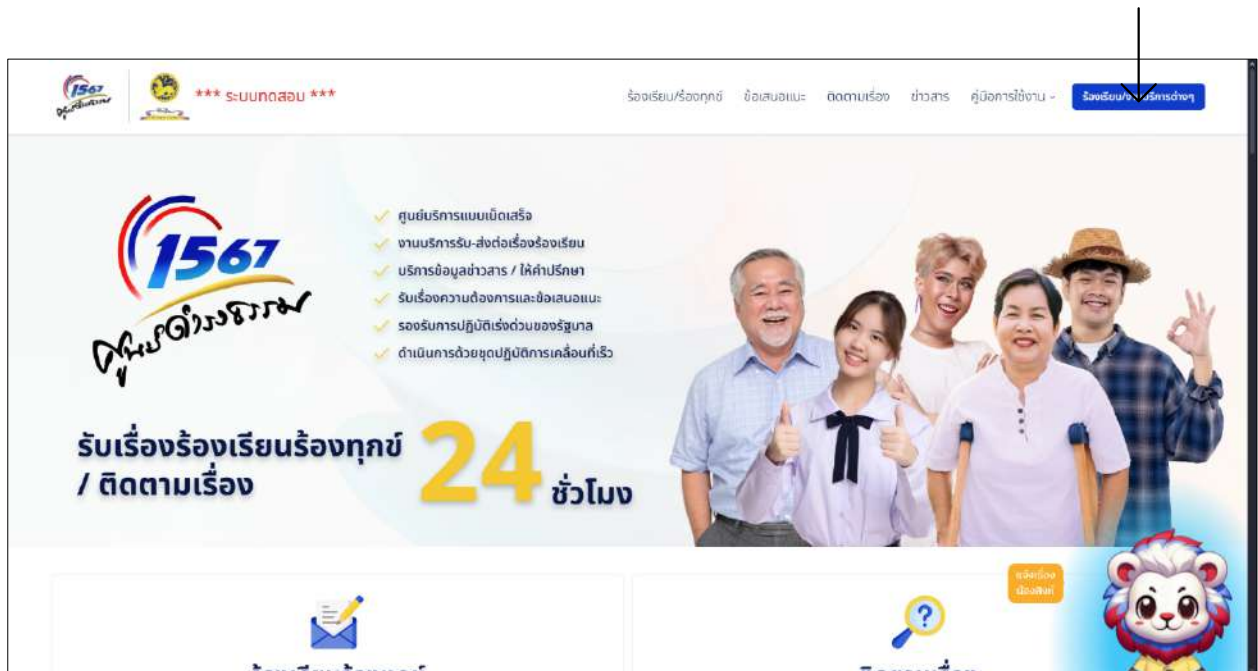 1567
ศูนย์ดำรงธรรม
*** ระบบทดสอบ ***
ร้องเรียน/ร้องทุกข์ ข้อเสนอแนะ ติดตามเรื่อง ข่าวสาร คู่มือการใช้งาน
1567
ศูนย์ดำรงธรรม
ศูนย์บริการแบบเบ็ดเสร็จ
งานบริการรับ-ส่งต่อเรื่องร้องเรียน
บริการข้อมูลข่าวสาร / ให้คำปรึกษา
รับเรื่องความต้องการและข้อเสนอแนะ
รองรับการปฏิบัติเร่งด่วนของรัฐบาล
ดำเนินการด้วยชุดปฏิบัติการเคลื่อนที่เร็ว
รับเรื่องร้องเรียนร้องทุกข์
/ ติดตามเรื่อง
24 ชั่วโมง
แจ้งเรื่อง
น้องสิงห์